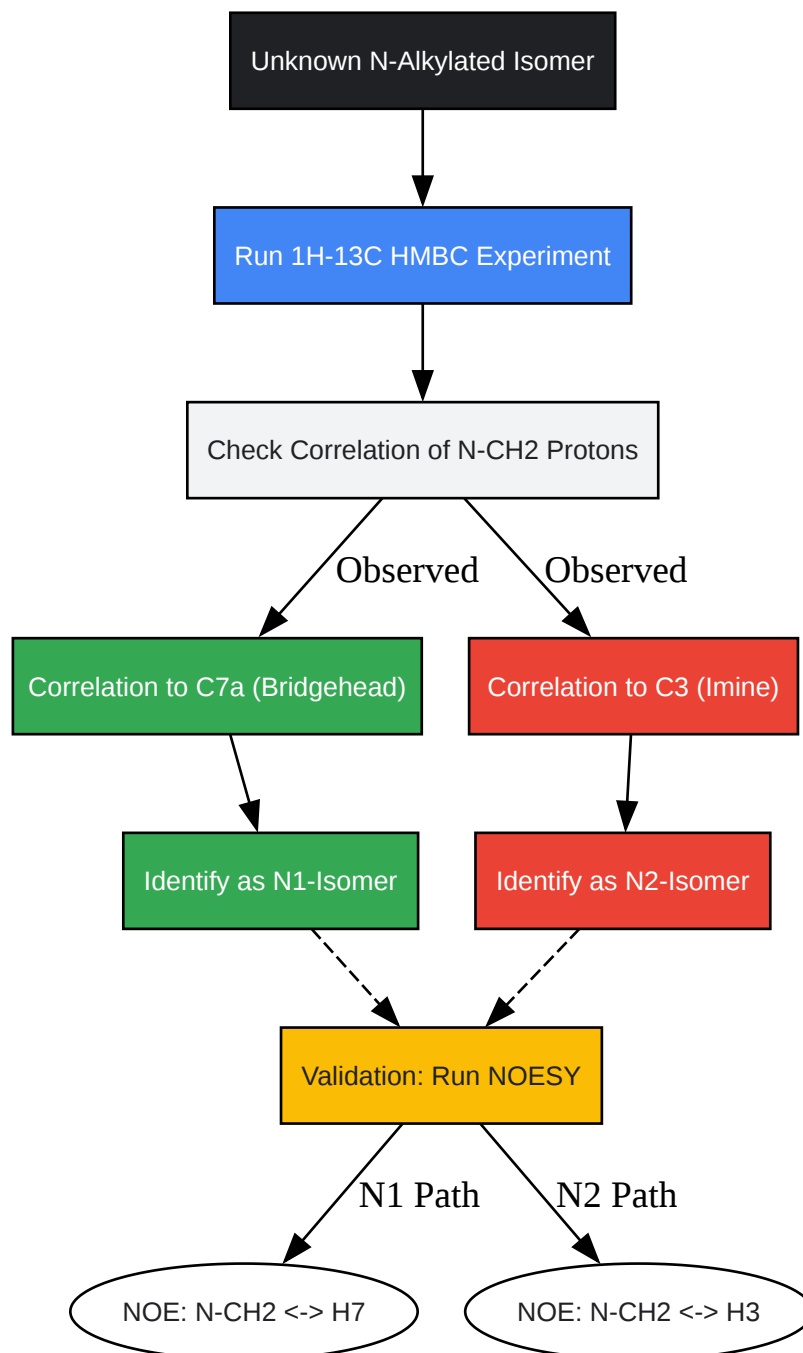 Unknown N-Alkylated Isomer
Run 1H-13C HMBC Experiment
Check Correlation of N-CH2 Protons
Observed
Observed
Correlation to C7a (Bridgehead)
Correlation to C3 (Imine)
Identify as N1-Isomer
Identify as N2-Isomer
Validation: Run NOESY
N1 Path
N2 Path
NOE: N-CH2 <-> H7
NOE: N-CH2 <-> H3